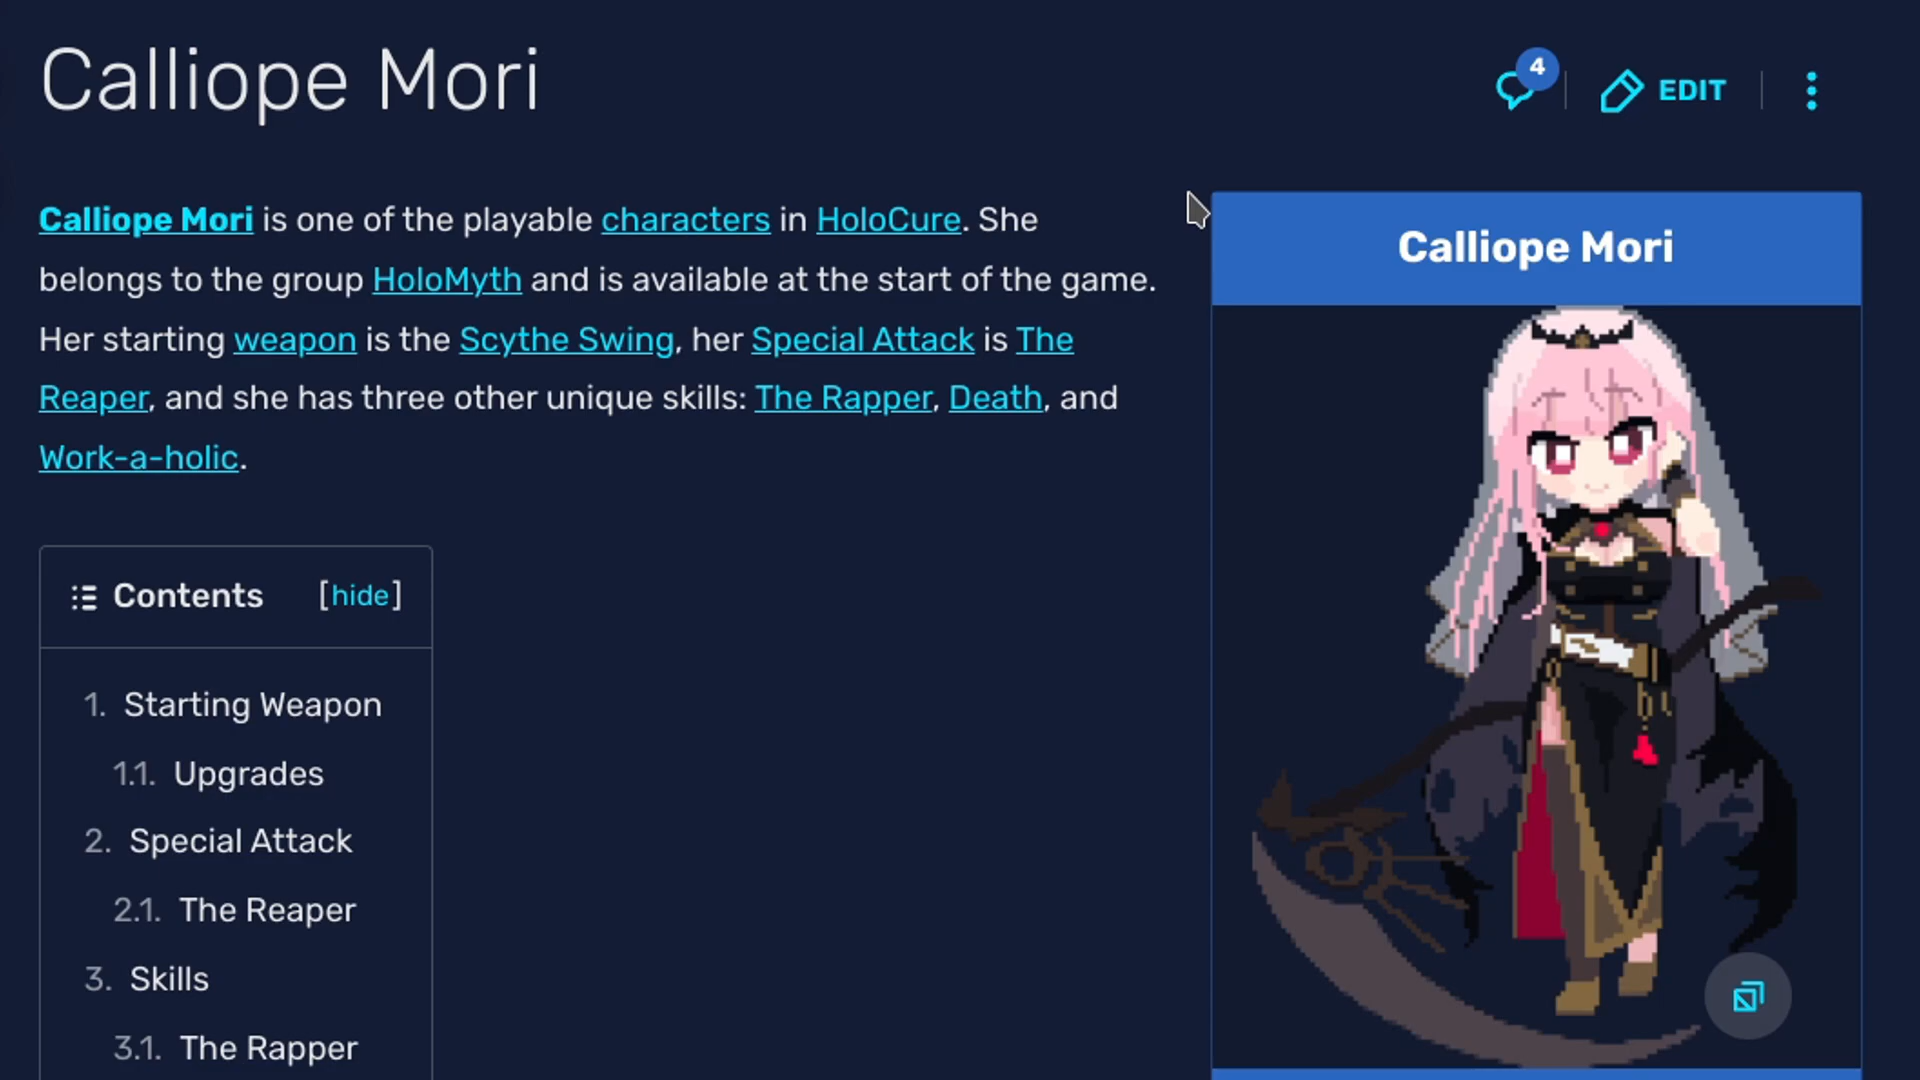 Calliope Mori
4
EDIT
Calliope Mori is one of the playable characters in HoloCure. She
belongs to the group HoloMyth and is available at the start of the game.
Her starting weapon is the Scythe Swing, her Special Attack is The
Reaper, and she has three other unique skills: The Rapper, Death, and
Work-a-holic.
Calliope Mori
Contents [hide]
1. Starting Weapon
1.1. Upgrades
2. Special Attack
2.1. The Reaper
3. Skills
3.1. The Rapper